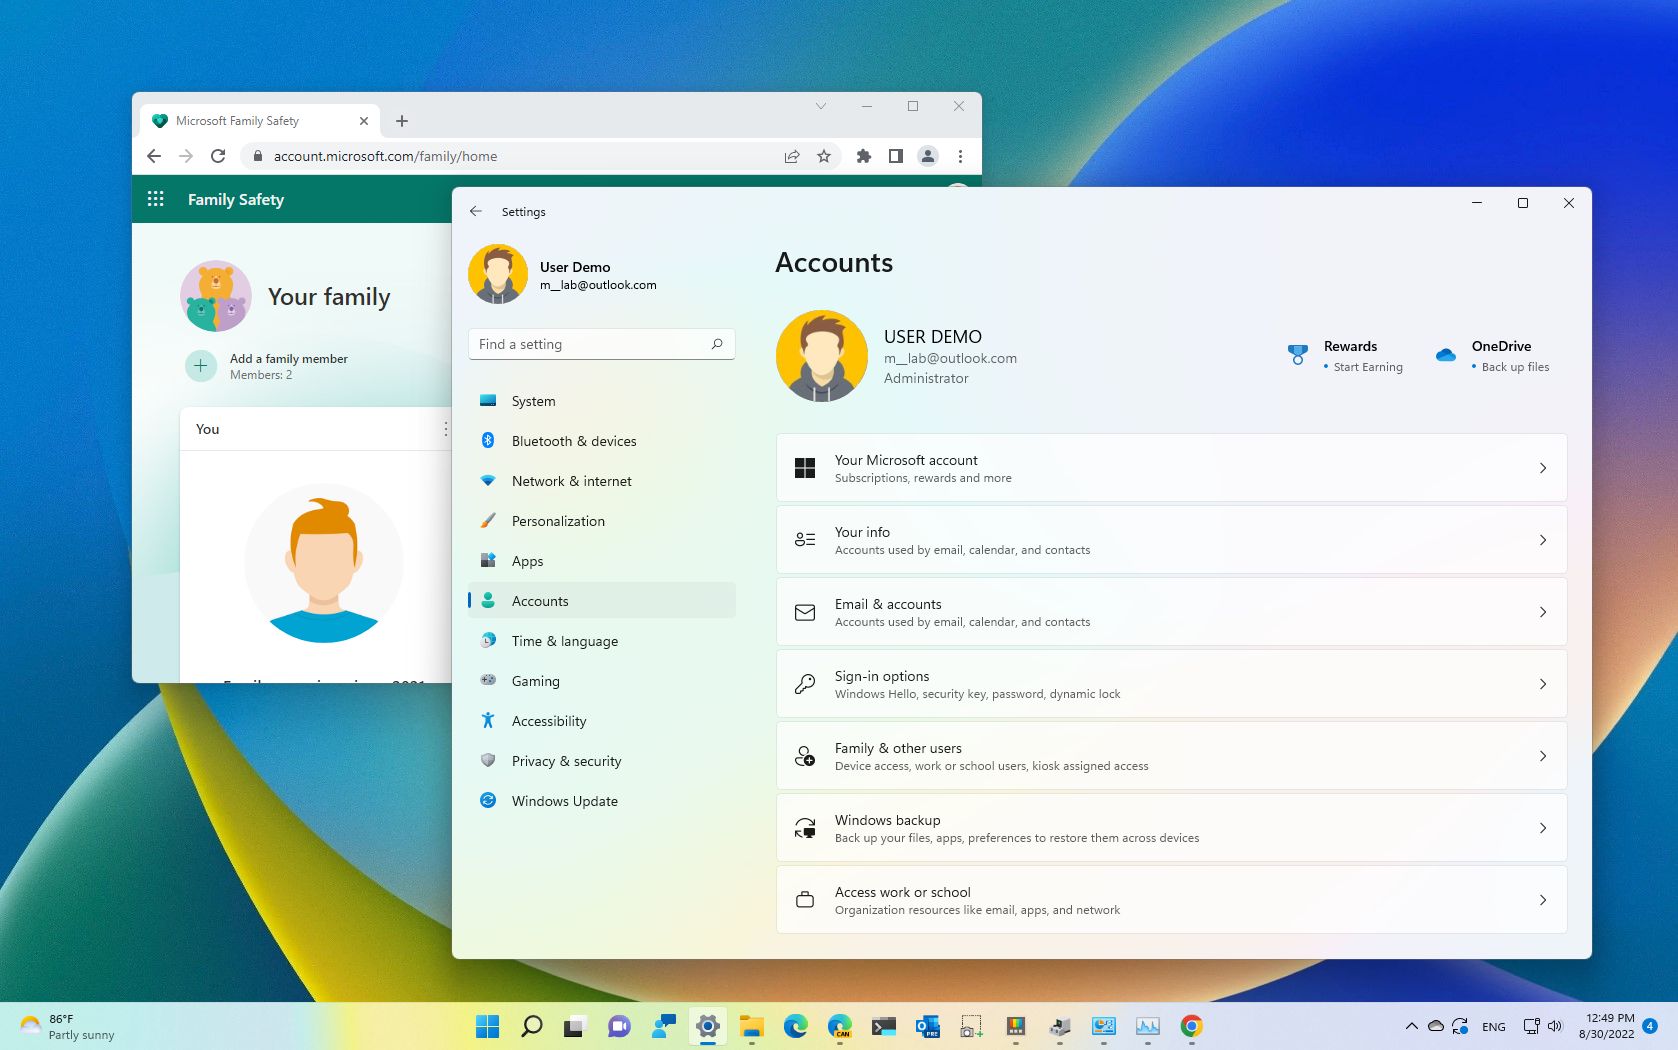 Microsoft Family Safety
account.microsoft.com/family/home
Family Safety
Your family
Add a family member
Members: 2
You
Settings
User Demo
m__lab@outlook.com
Find a setting
System
Bluetooth & devices
Network & internet
Personalization
Apps
Accounts
Time & language
Gaming
Accessibility
Privacy & security
Windows Update
Accounts
USER DEMO
m__lab@outlook.com
Administrator
Rewards
• Start Earning
OneDrive
• Back up files
Your Microsoft account
Subscriptions, rewards and more
Your info
Accounts used by email, calendar, and contacts
Email & accounts
Accounts used by email, calendar, and contacts
Sign-in options
Windows Hello, security key, password, dynamic lock
Family & other users
Device access, work or school users, kiosk assigned access
Windows backup
Back up your files, apps, preferences to restore them across devices
Access work or school
Organization resources like email, apps, and network
86°F
Partly sunny
CAN
PRE
ENG
12:49 PM
8/30/2022
4